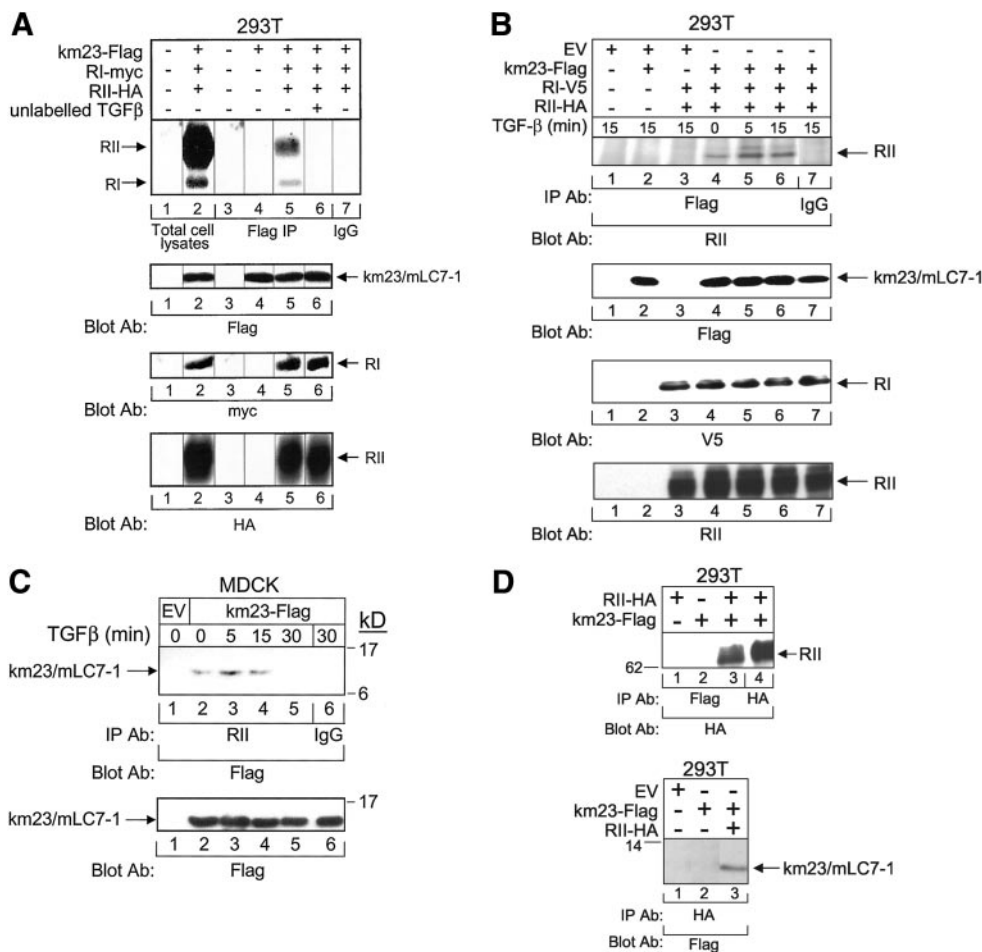 A
293T
km23-Flag - + - + + + +
RI-myc - + - - + + +
RII-HA - + - - + + +
unlabelled TGFβ - - - - - + -
RII
RI
1 2 3 4 5 6 7
Total cell lysates Flag IP IgG
km23/mLC7-1
1 2 3 4 5 6
Blot Ab: Flag
RI
1 2 3 4 5 6
Blot Ab: myc
RII
1 2 3 4 5 6
Blot Ab: HA
B
293T
EV + + + - - - -
km23-Flag - + - + + + +
RI-V5 - - + + + + +
RII-HA - - + + + + +
TGF-β (min) 15 15 15 0 5 15 15
RII
1 2 3 4 5 6 7
IP Ab: Flag IgG
Blot Ab: RII
km23/mLC7-1
1 2 3 4 5 6 7
Blot Ab: Flag
RI
1 2 3 4 5 6 7
Blot Ab: V5
RII
1 2 3 4 5 6 7
Blot Ab: RII
C
MDCK
EV km23-Flag kD
TGFβ (min) 0 0 5 15 30 30
17
km23/mLC7-1
6
1 2 3 4 5 6
IP Ab: RII IgG
Blot Ab: Flag
17
km23/mLC7-1
1 2 3 4 5 6
Blot Ab: Flag
D
293T
RII-HA + - + +
km23-Flag - + + +
RII
62
1 2 3 4
IP Ab: Flag HA
Blot Ab: HA
293T
EV + - -
km23-Flag - + +
RII-HA - - +
14
km23/mLC7-1
1 2 3
IP Ab: HA
Blot Ab: Flag